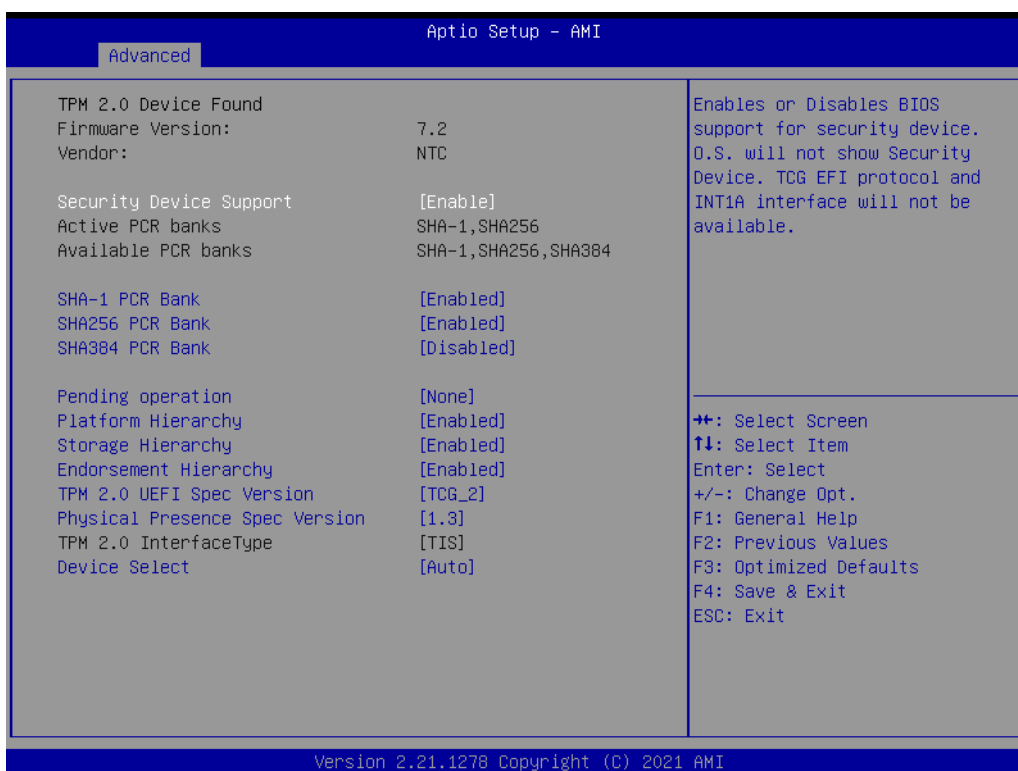 Aptio Setup – AMI
Advanced
TPM 2.0 Device Found
Firmware Version: 7.2
Vendor: NTC
Security Device Support [Enable]
Active PCR banks SHA-1,SHA256
Available PCR banks SHA-1,SHA256,SHA384
SHA-1 PCR Bank [Enabled]
SHA256 PCR Bank [Enabled]
SHA384 PCR Bank [Disabled]
Pending operation [None]
Platform Hierarchy [Enabled]
Storage Hierarchy [Enabled]
Endorsement Hierarchy [Enabled]
TPM 2.0 UEFI Spec Version [TCG_2]
Physical Presence Spec Version [1.3]
TPM 2.0 InterfaceType [TIS]
Device Select [Auto]
Enables or Disables BIOS
support for security device.
O.S. will not show Security
Device. TCG EFI protocol and
INT1A interface will not be
available.
→←: Select Screen
↑↓: Select Item
Enter: Select
+/-: Change Opt.
F1: General Help
F2: Previous Values
F3: Optimized Defaults
F4: Save & Exit
ESC: Exit
Version 2.21.1278 Copyright (C) 2021 AMI